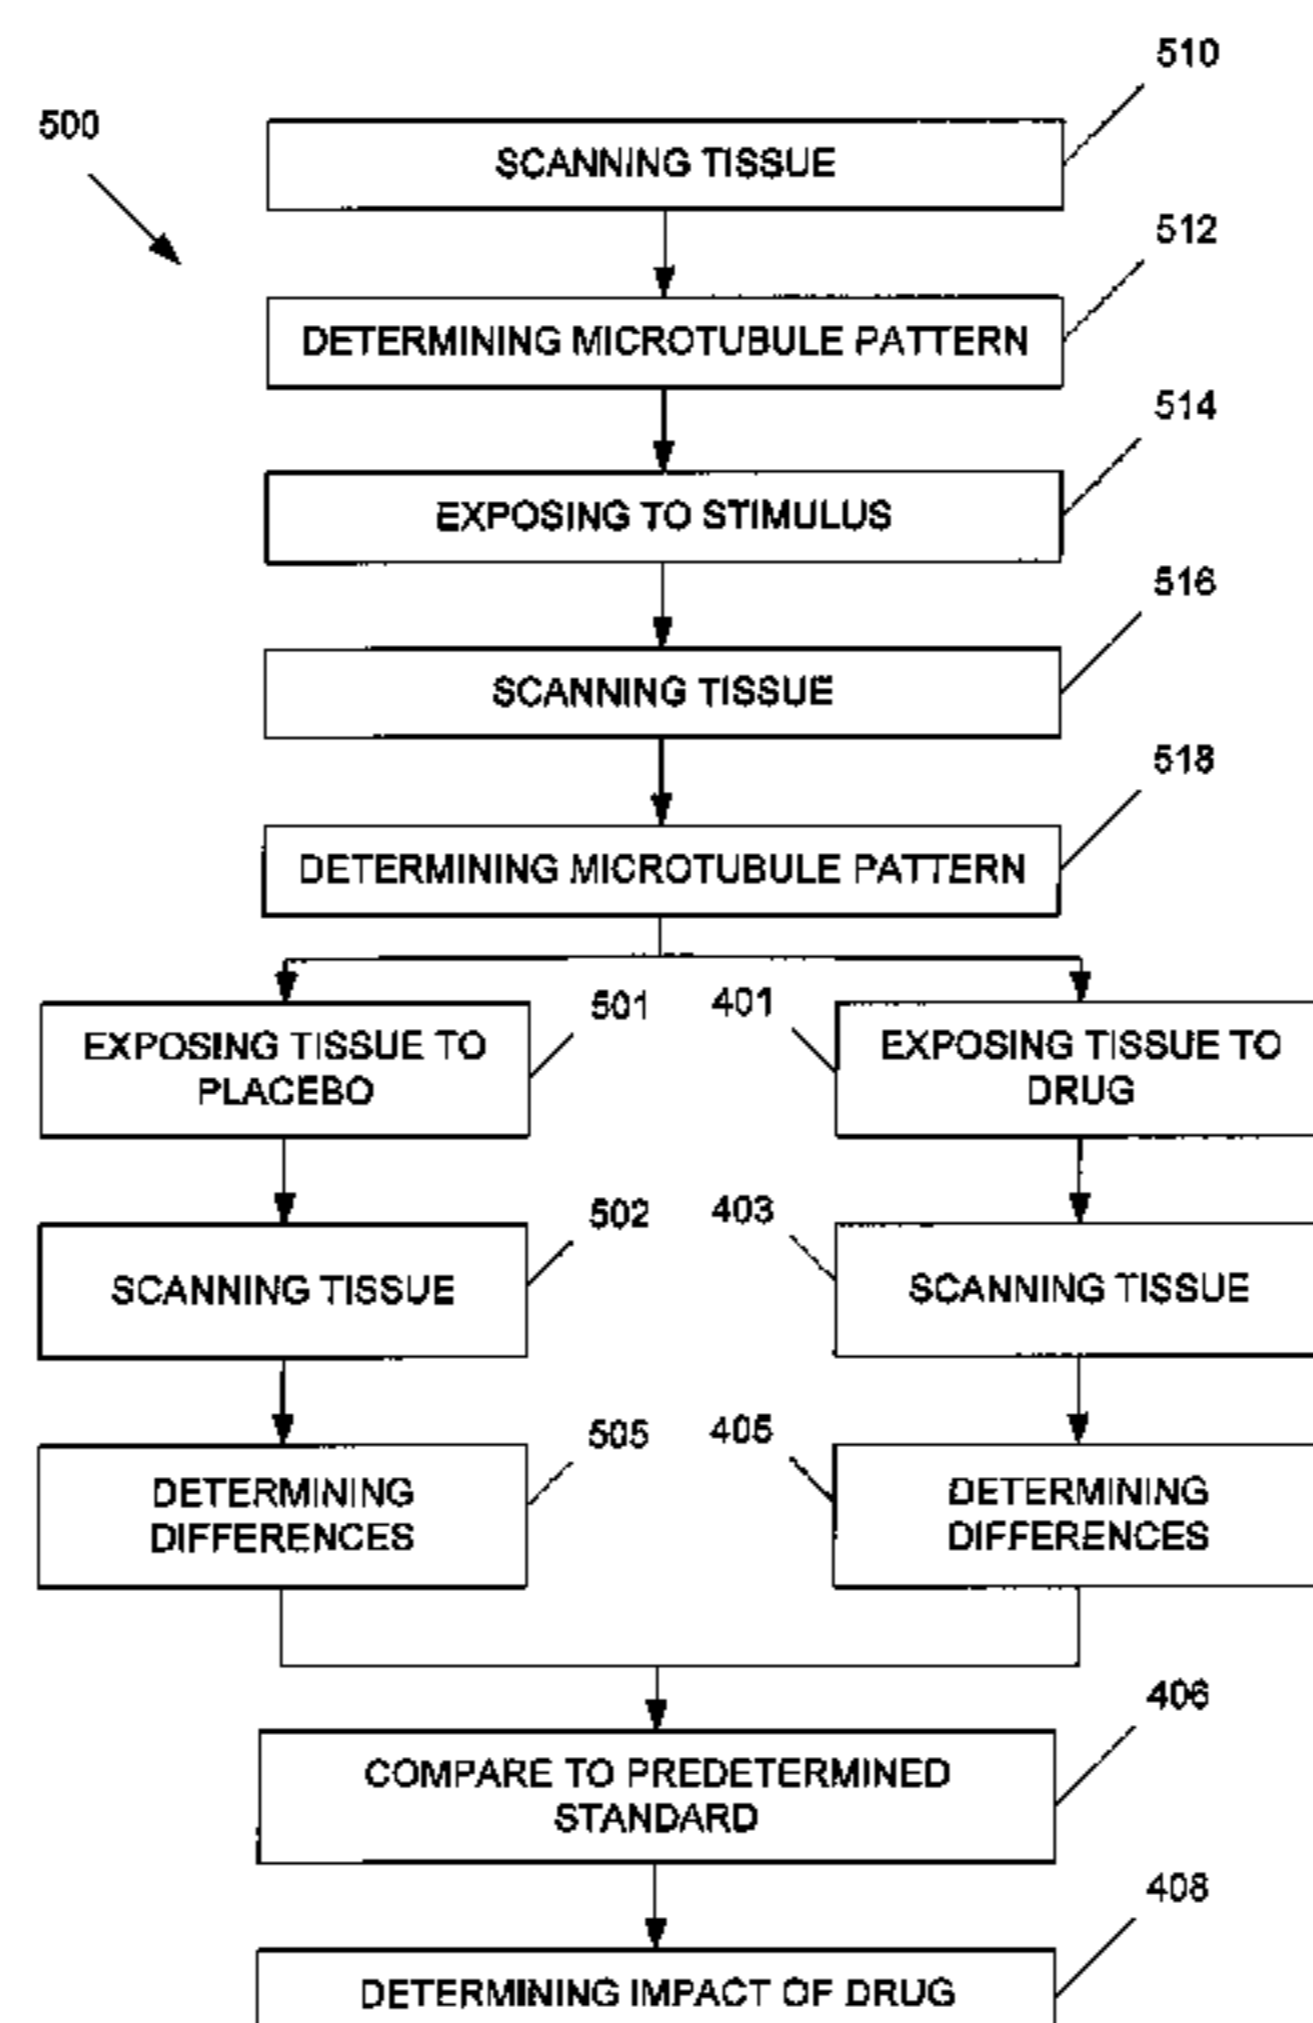 510
500
SCANNING TISSUE
512
DETERMINING MICROTUBULE PATTERN
514
EXPOSING TO STIMULUS
516
SCANNING TISSUE
518
DETERMINING MICROTUBULE PATTERN
501
401
EXPOSING TISSUE TO
PLACEBO
EXPOSING TISSUE TO
DRUG
502
403
SCANNING TISSUE
SCANNING TISSUE
505
405
DETERMINING
DIFFERENCES
DETERMINING
DIFFERENCES
406
COMPARE TO PREDETERMINED
STANDARD
408
DETERMINING IMPACT OF DRUG